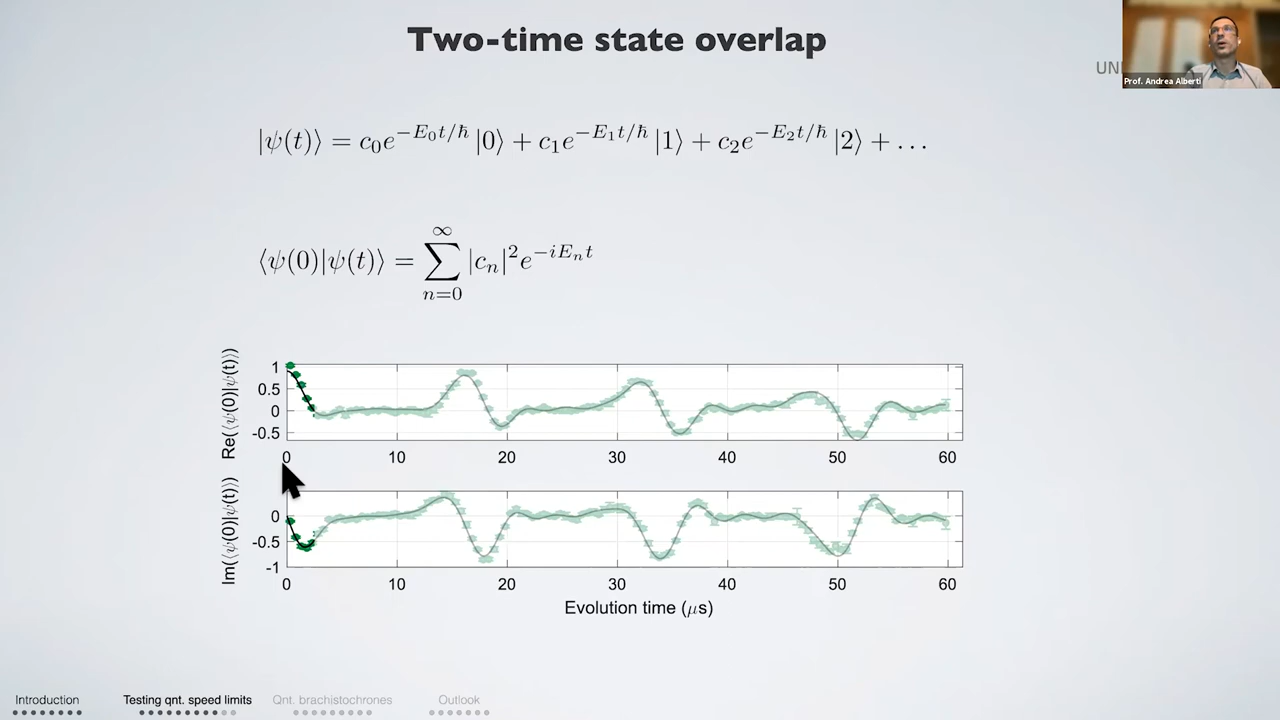 Two-time state overlap
UN
Prof. Andrea Alberti
|ψ(t)⟩ = c₀e^{-E₀t/ħ} |0⟩ + c₁e^{-E₁t/ħ} |1⟩ + c₂e^{-E₂t/ħ} |2⟩ + ...
⟨ψ(0)|ψ(t)⟩ = ∑_{n=0}^{∞} |cₙ|² e^{-iEₙt}
Re(⟨ψ(0)|ψ(t)⟩)
1
0.5
0
-0.5
0 10 20 30 40 50 60
Im(⟨ψ(0)|ψ(t)⟩)
0
-0.5
-1
0 10 20 30 40 50 60
Evolution time (μs)
Introduction Testing qnt. speed limits Qnt. brachistochrones Outlook